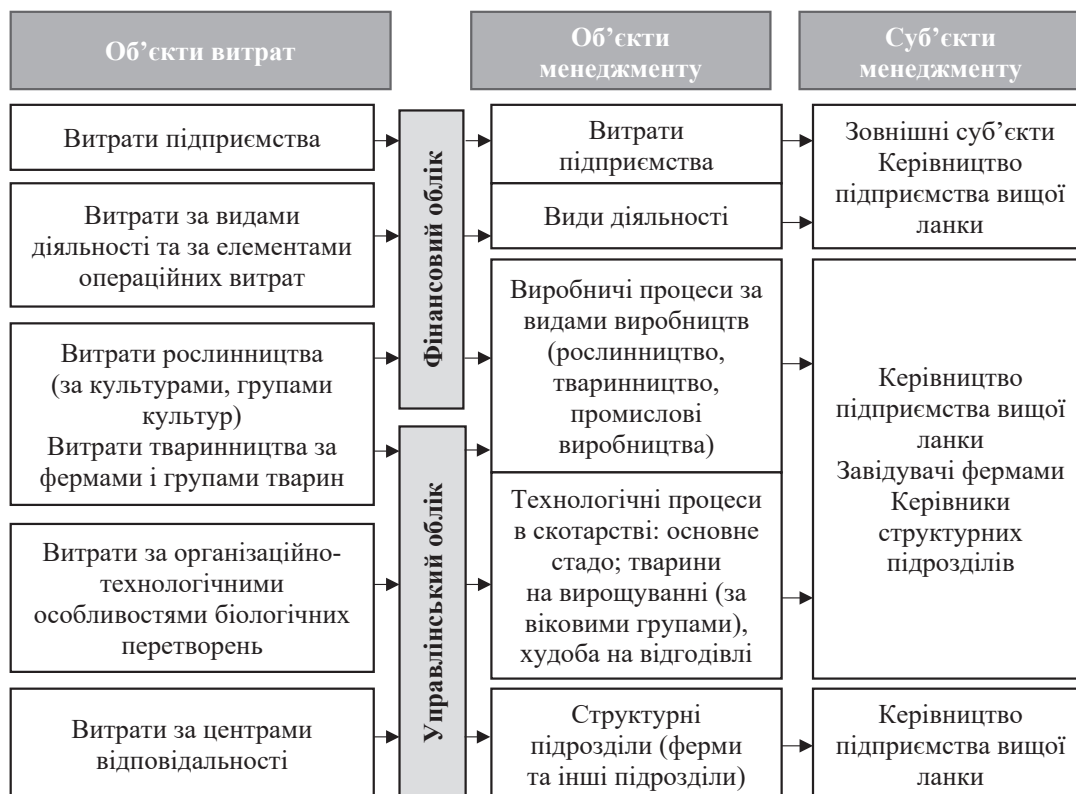 Об’єкти витрат
Об’єкти
менеджменту
Суб’єкти
менеджменту
Витрати підприємства
Витрати за видами
діяльності та за елементами
операційних витрат
Витрати рослинництва
(за культурами, групами
культур)
Витрати тваринництва за
фермами і групами тварин
Витрати за організаційно-
технологічними
особливостями біологічних
перетворень
Витрати за центрами
відповідальності
Фінансовий облік
Управлінський облік
Витрати
підприємства
Види діяльності
Виробничі процеси за
видами виробництв
(рослинництво,
тваринництво,
промислові
виробництва)
Технологічні процеси
в скотарстві: основне
стадо; тварини
на вирощуванні (за
віковими групами),
худоба на відгодівлі
Структурні
підрозділи (ферми
та інші підрозділи)
Зовнішні суб’єкти
Керівництво
підприємства вищої
ланки
Керівництво
підприємства вищої
ланки
Завідувачі фермами
Керівники
структурних
підрозділів
Керівництво
підприємства вищої
ланки